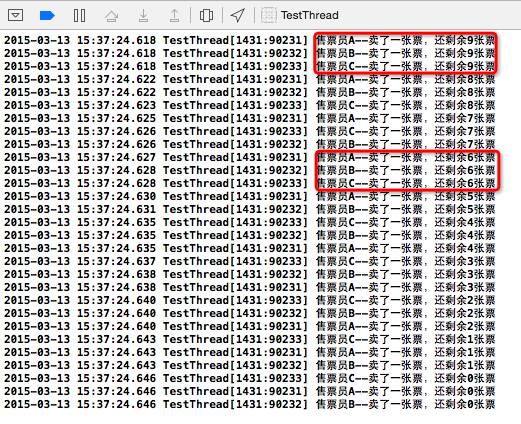 TestThread
2015-03-13 15:37:24.618 TestThread[1431:90231] 售票员A--卖了一张票，还剩余9张票
2015-03-13 15:37:24.618 TestThread[1431:90232] 售票员B--卖了一张票，还剩余9张票
2015-03-13 15:37:24.618 TestThread[1431:90233] 售票员C--卖了一张票，还剩余9张票
2015-03-13 15:37:24.622 TestThread[1431:90231] 售票员A--卖了一张票，还剩余8张票
2015-03-13 15:37:24.622 TestThread[1431:90232] 售票员B--卖了一张票，还剩余8张票
2015-03-13 15:37:24.623 TestThread[1431:90233] 售票员C--卖了一张票，还剩余8张票
2015-03-13 15:37:24.625 TestThread[1431:90231] 售票员A--卖了一张票，还剩余7张票
2015-03-13 15:37:24.626 TestThread[1431:90233] 售票员C--卖了一张票，还剩余7张票
2015-03-13 15:37:24.626 TestThread[1431:90232] 售票员B--卖了一张票，还剩余7张票
2015-03-13 15:37:24.627 TestThread[1431:90231] 售票员A--卖了一张票，还剩余6张票
2015-03-13 15:37:24.628 TestThread[1431:90232] 售票员B--卖了一张票，还剩余6张票
2015-03-13 15:37:24.628 TestThread[1431:90233] 售票员C--卖了一张票，还剩余6张票
2015-03-13 15:37:24.630 TestThread[1431:90231] 售票员A--卖了一张票，还剩余5张票
2015-03-13 15:37:24.631 TestThread[1431:90232] 售票员B--卖了一张票，还剩余5张票
2015-03-13 15:37:24.635 TestThread[1431:90233] 售票员C--卖了一张票，还剩余4张票
2015-03-13 15:37:24.635 TestThread[1431:90232] 售票员B--卖了一张票，还剩余4张票
2015-03-13 15:37:24.635 TestThread[1431:90231] 售票员A--卖了一张票，还剩余4张票
2015-03-13 15:37:24.637 TestThread[1431:90233] 售票员C--卖了一张票，还剩余3张票
2015-03-13 15:37:24.638 TestThread[1431:90232] 售票员B--卖了一张票，还剩余3张票
2015-03-13 15:37:24.638 TestThread[1431:90231] 售票员A--卖了一张票，还剩余3张票
2015-03-13 15:37:24.640 TestThread[1431:90233] 售票员C--卖了一张票，还剩余2张票
2015-03-13 15:37:24.640 TestThread[1431:90232] 售票员B--卖了一张票，还剩余2张票
2015-03-13 15:37:24.640 TestThread[1431:90231] 售票员A--卖了一张票，还剩余2张票
2015-03-13 15:37:24.643 TestThread[1431:90233] 售票员C--卖了一张票，还剩余1张票
2015-03-13 15:37:24.643 TestThread[1431:90231] 售票员A--卖了一张票，还剩余1张票
2015-03-13 15:37:24.643 TestThread[1431:90232] 售票员B--卖了一张票，还剩余1张票
2015-03-13 15:37:24.646 TestThread[1431:90233] 售票员C--卖了一张票，还剩余0张票
2015-03-13 15:37:24.646 TestThread[1431:90231] 售票员A--卖了一张票，还剩余0张票
2015-03-13 15:37:24.646 TestThread[1431:90232] 售票员B--卖了一张票，还剩余0张票